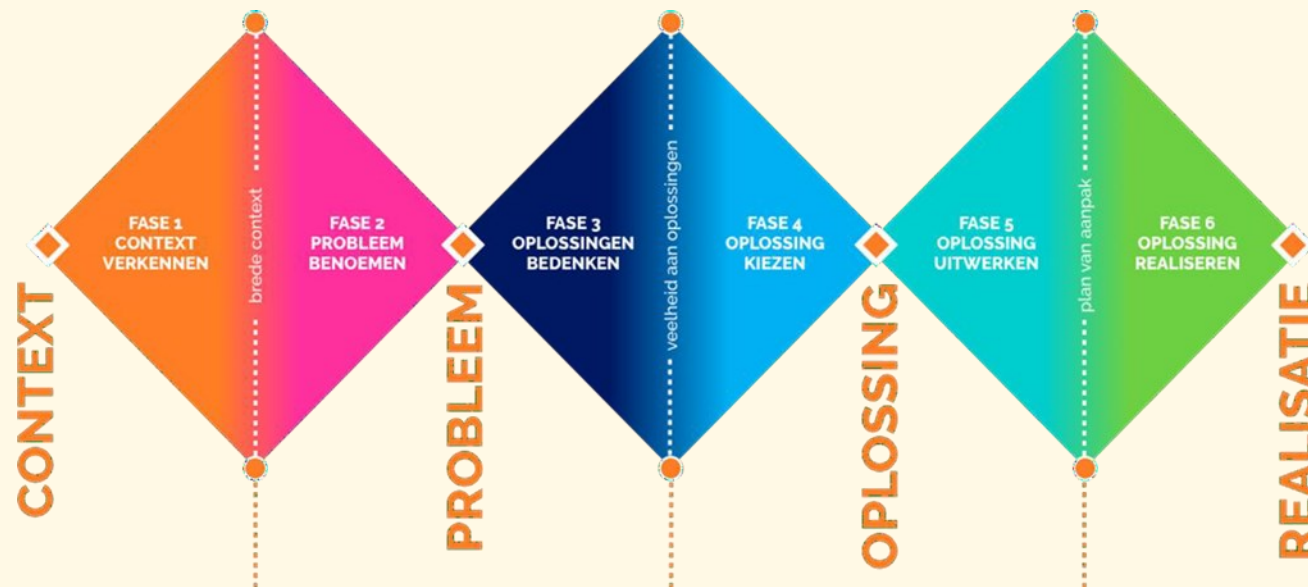 CONTEXT
FASE 1
CONTEXT
VERKENNEN
brede context
FASE 2
PROBLEEM
BENOEMEN
PROBLEEM
FASE 3
OPLOSSINGEN
BEDENKEN
veelheid aan oplossingen
FASE 4
OPLOSSING
KIEZEN
OPLOSSING
FASE 5
OPLOSSING
UITWERKEN
plan van aanpak
FASE 6
OPLOSSING
REALISEREN
REALISATIE